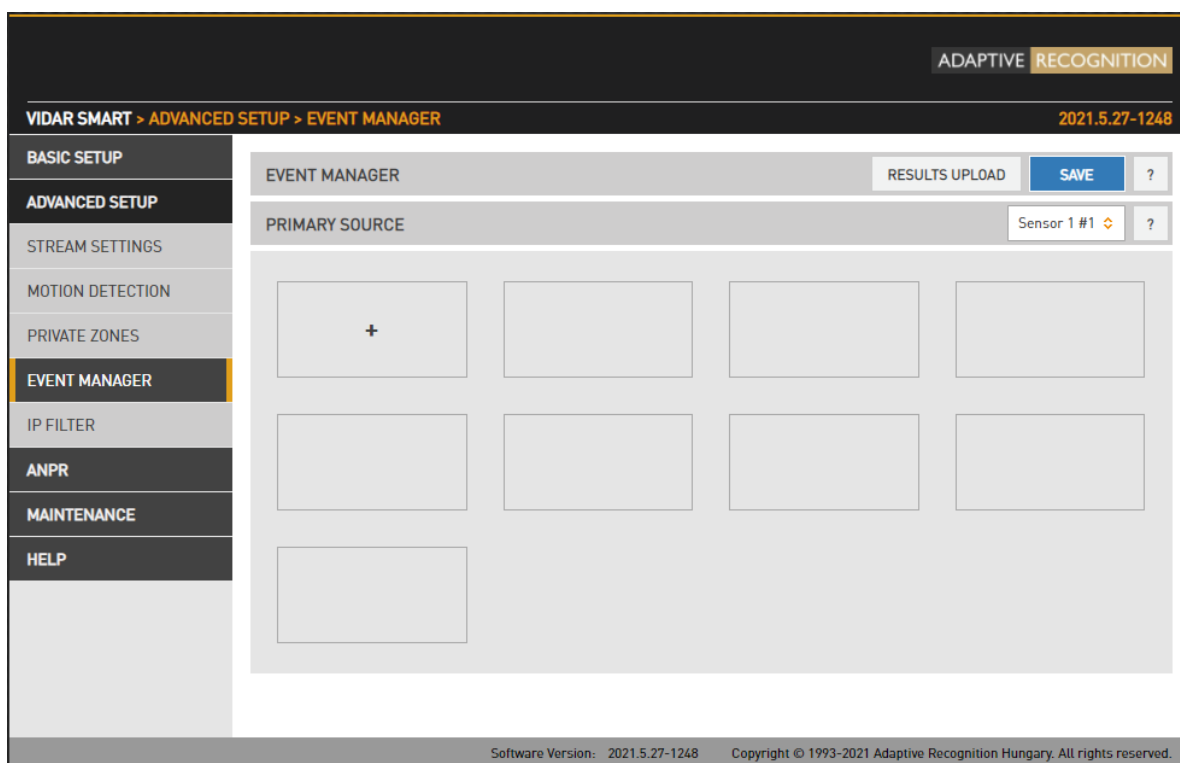 ADAPTIVE RECOGNITION
VIDAR SMART > ADVANCED SETUP > EVENT MANAGER 2021.5.27-1248
BASIC SETUP
ADVANCED SETUP
STREAM SETTINGS
MOTION DETECTION
PRIVATE ZONES
EVENT MANAGER
IP FILTER
ANPR
MAINTENANCE
HELP
EVENT MANAGER RESULTS UPLOAD SAVE ?
PRIMARY SOURCE Sensor 1 #1 ?
+
Software Version: 2021.5.27-1248 Copyright © 1993-2021 Adaptive Recognition Hungary. All rights reserved.